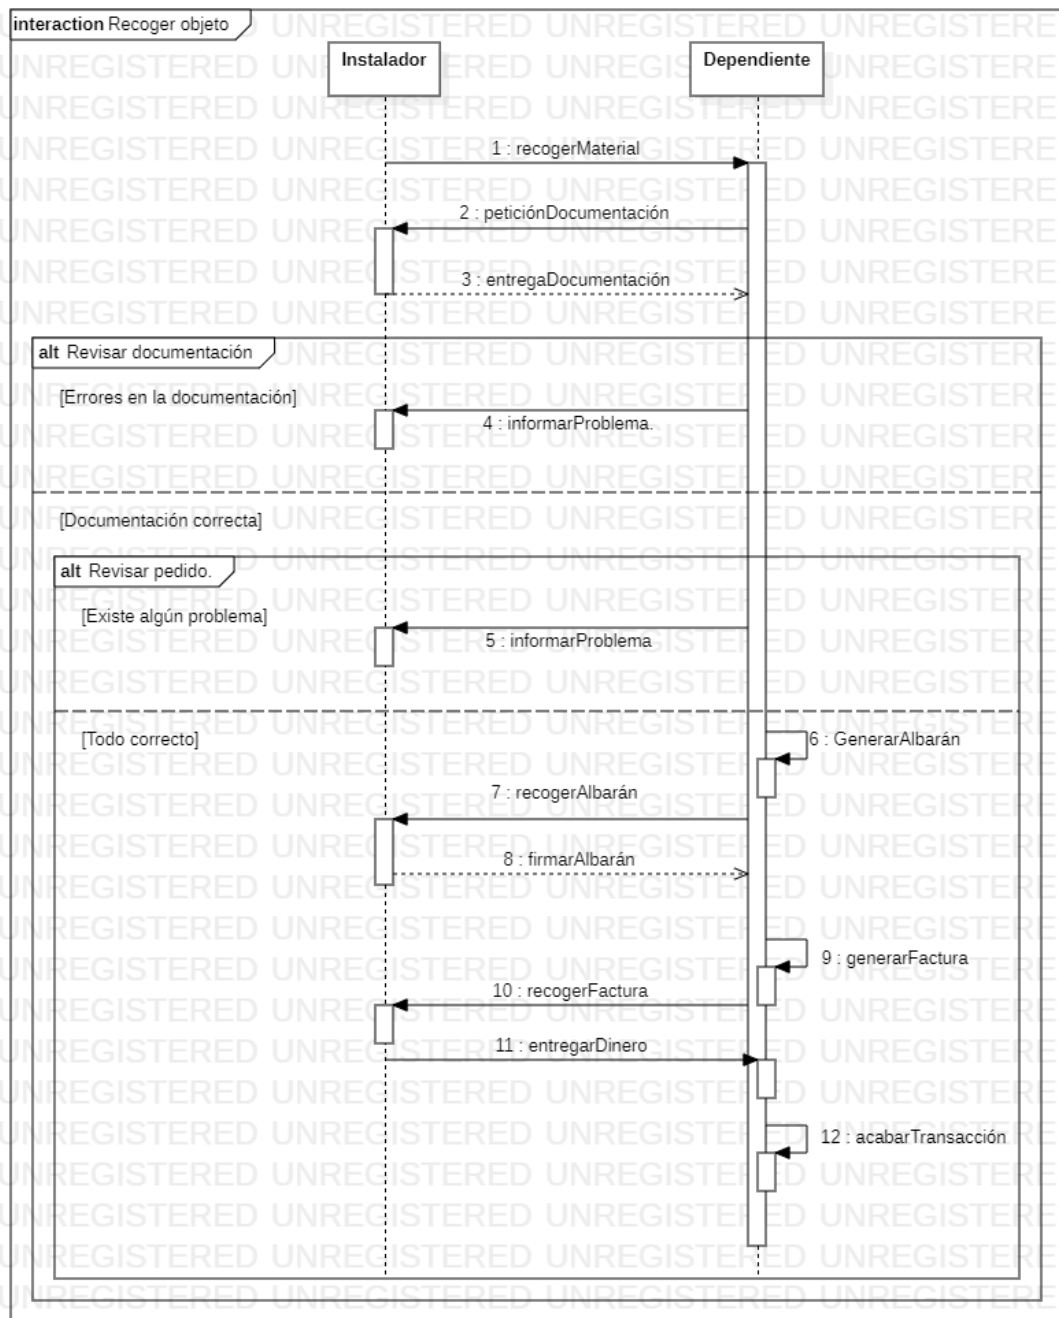 interaction Recoger objeto
Instalador
Dependiente
1 : recogerMaterial
2 : peticiónDocumentación
3 : entregaDocumentación
alt Revisar documentación
[Errores en la documentación]
4 : informarProblema.
[Documentación correcta]
alt Revisar pedido.
[Existe algún problema]
5 : informarProblema
[Todo correcto]
6 : GenerarAlbarán
7 : recogerAlbarán
8 : firmarAlbarán
9 : generarFactura
10 : recogerFactura
11 : entregarDinero
12 : acabarTransacción
UNREGISTERED